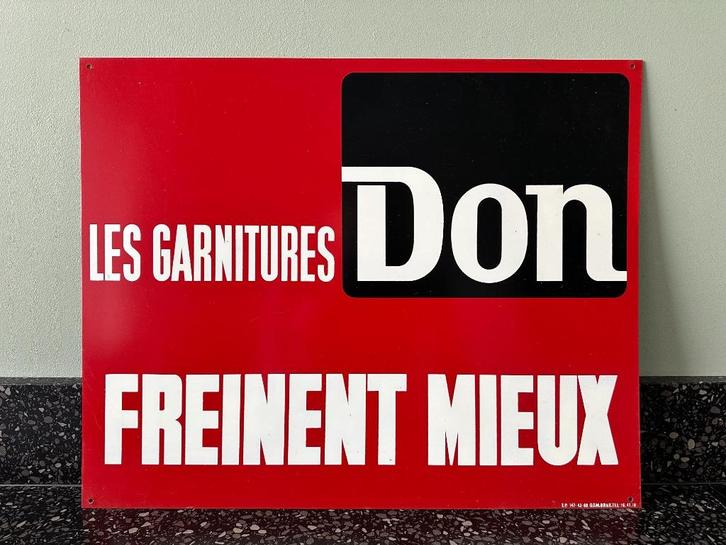 LES GARNITURES Don
FREINENT MIEUX